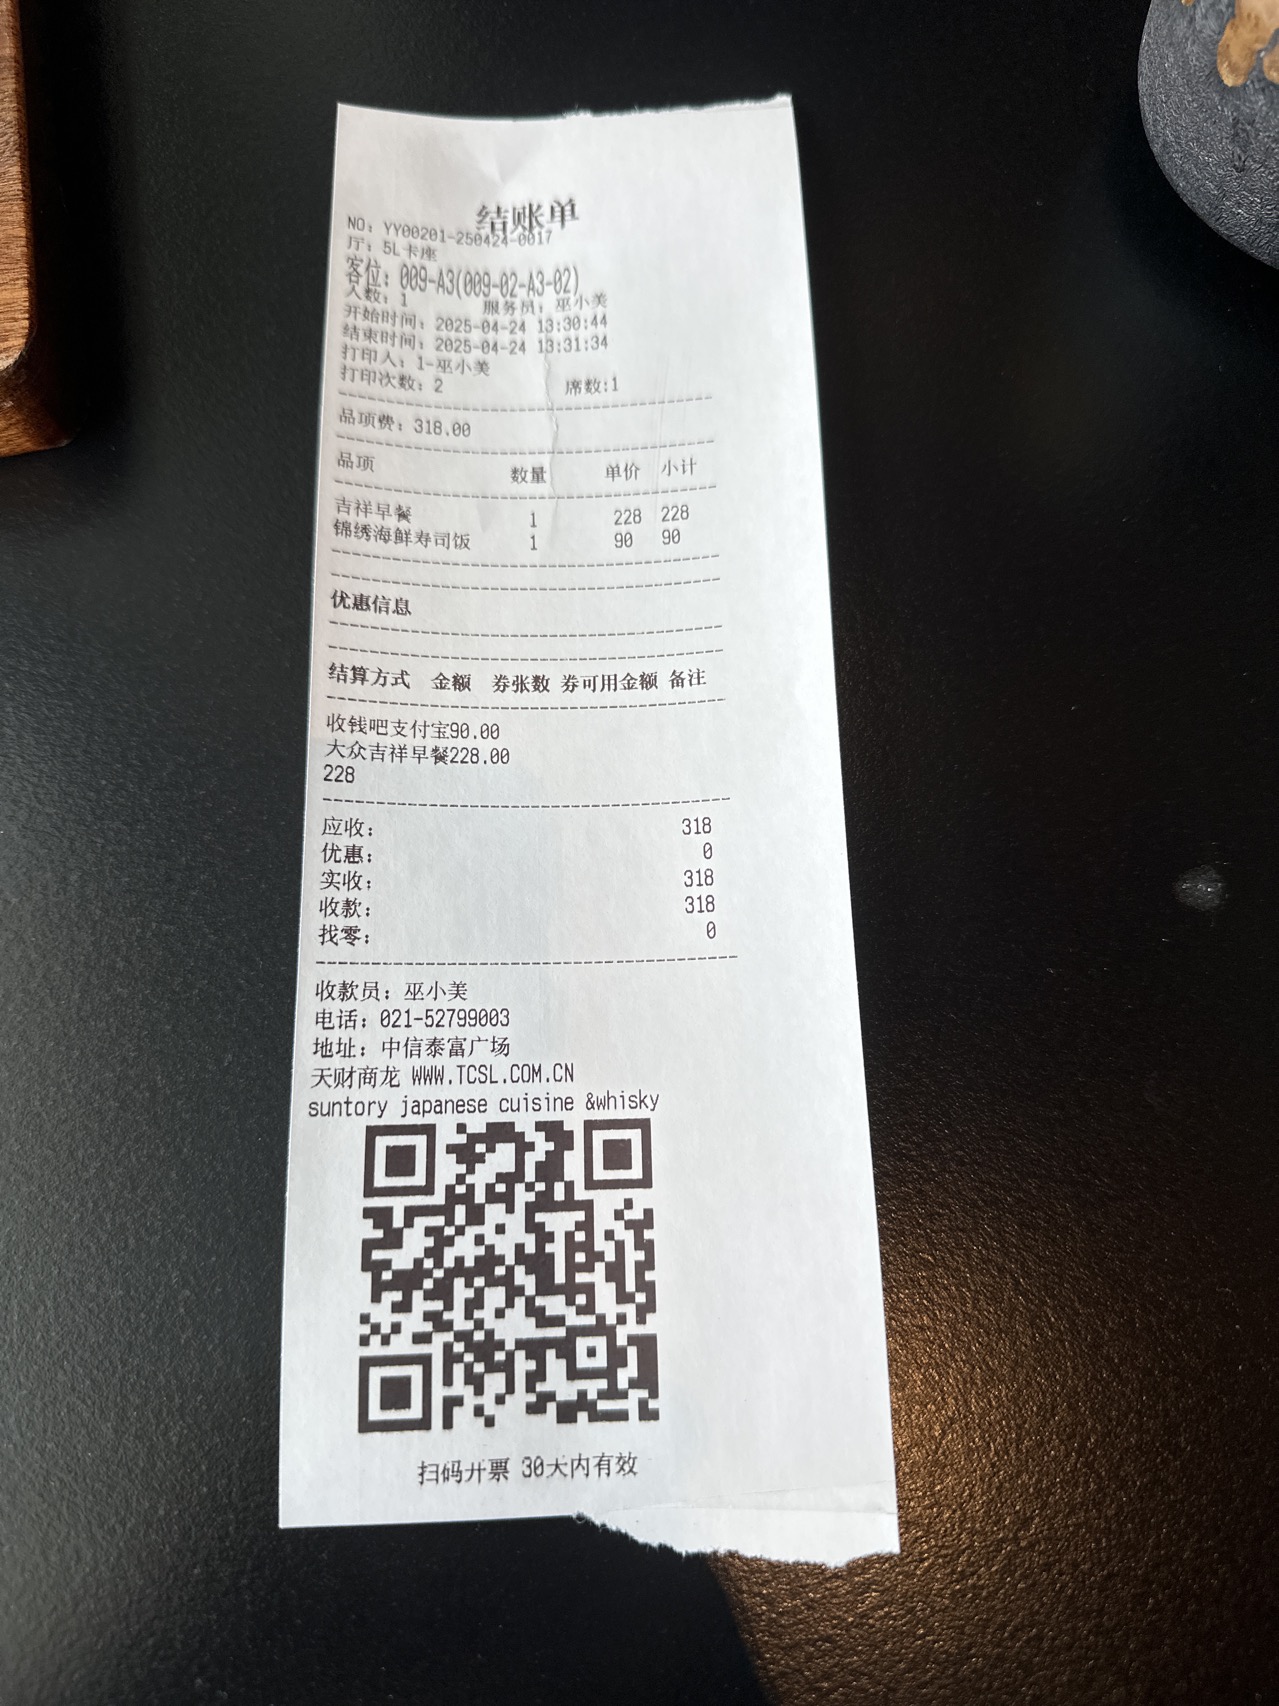 结账单
NO: YY00201-250424-0017
厅: 5L卡座
客位: 009-A3(009-02-A3-02)
人数: 1 服务员: 巫小美
开始时间: 2025-04-24 13:30:44
结束时间: 2025-04-24 13:31:34
打印人: 1-巫小美
打印次数: 2 席数:1
品项费: 318.00
品项 数量 单价 小计
吉祥早餐 1 228 228
锦绣海鲜寿司饭 1 90 90
优惠信息
结算方式 金额 券张数 券可用金额 备注
收钱吧支付宝90.00
大众吉祥早餐228.00
228
应收: 318
优惠: 0
实收: 318
收款: 318
找零: 0
收款员: 巫小美
电话: 021-52799003
地址: 中信泰富广场
天财商龙 WWW.TCSL.COM.CN
suntory japanese cuisine &whisky
扫码开票 30天内有效